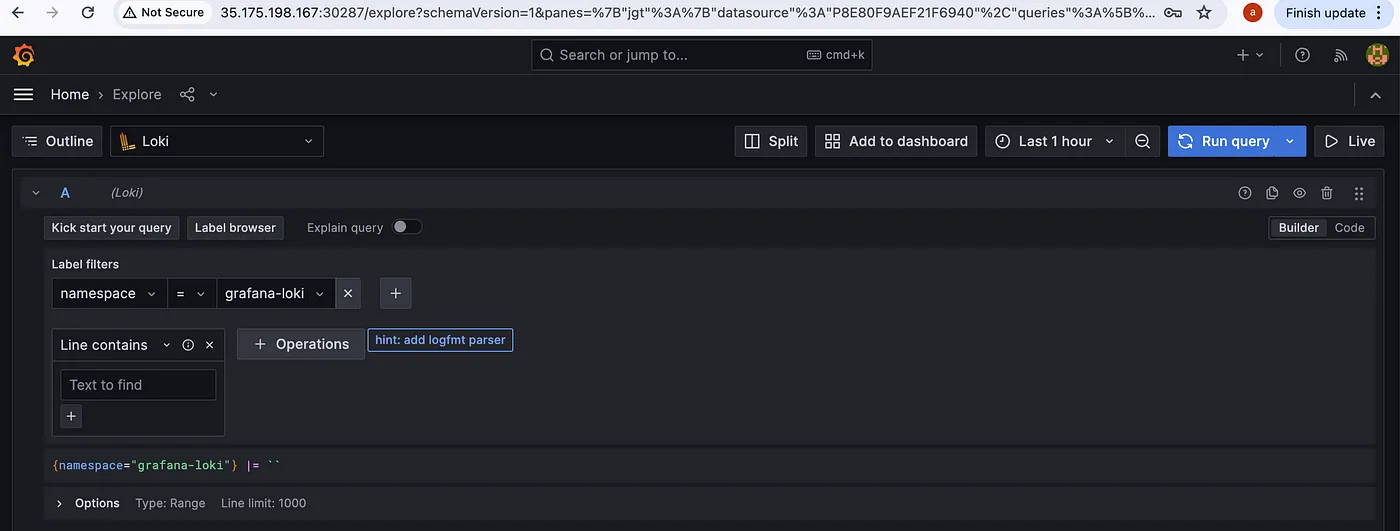 Not Secure 35.175.198.167:30287/explore?schemaVersion=1&panes=%7B"jgt"%3A%7B"datasource"%3A"P8E80F9AEF21F6940"%2C"queries"%3A%5B%... a Finish update
Search or jump to... cmd+k
Home › Explore
Outline Loki Split Add to dashboard Last 1 hour Run query Live
A (Loki)
Kick start your query Label browser Explain query Builder Code
Label filters
namespace = grafana-loki
Line contains + Operations hint: add logfmt parser
Text to find
+
{namespace="grafana-loki"} |= ``
Options Type: Range Line limit: 1000